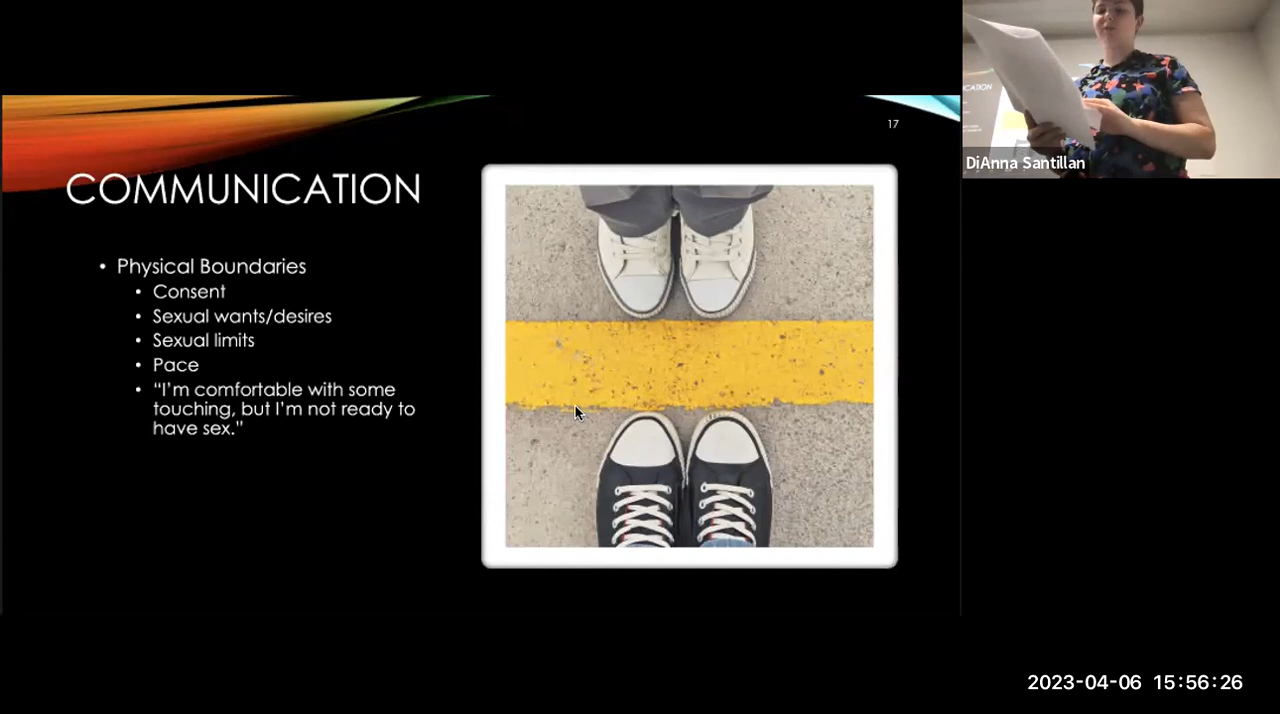 17
COMMUNICATION
• Physical Boundaries
• Consent
• Sexual wants/desires
• Sexual limits
• Pace
• “I’m comfortable with some
touching, but I’m not ready to
have sex.”
DiAnna Santillan
2023-04-06 15:56:26